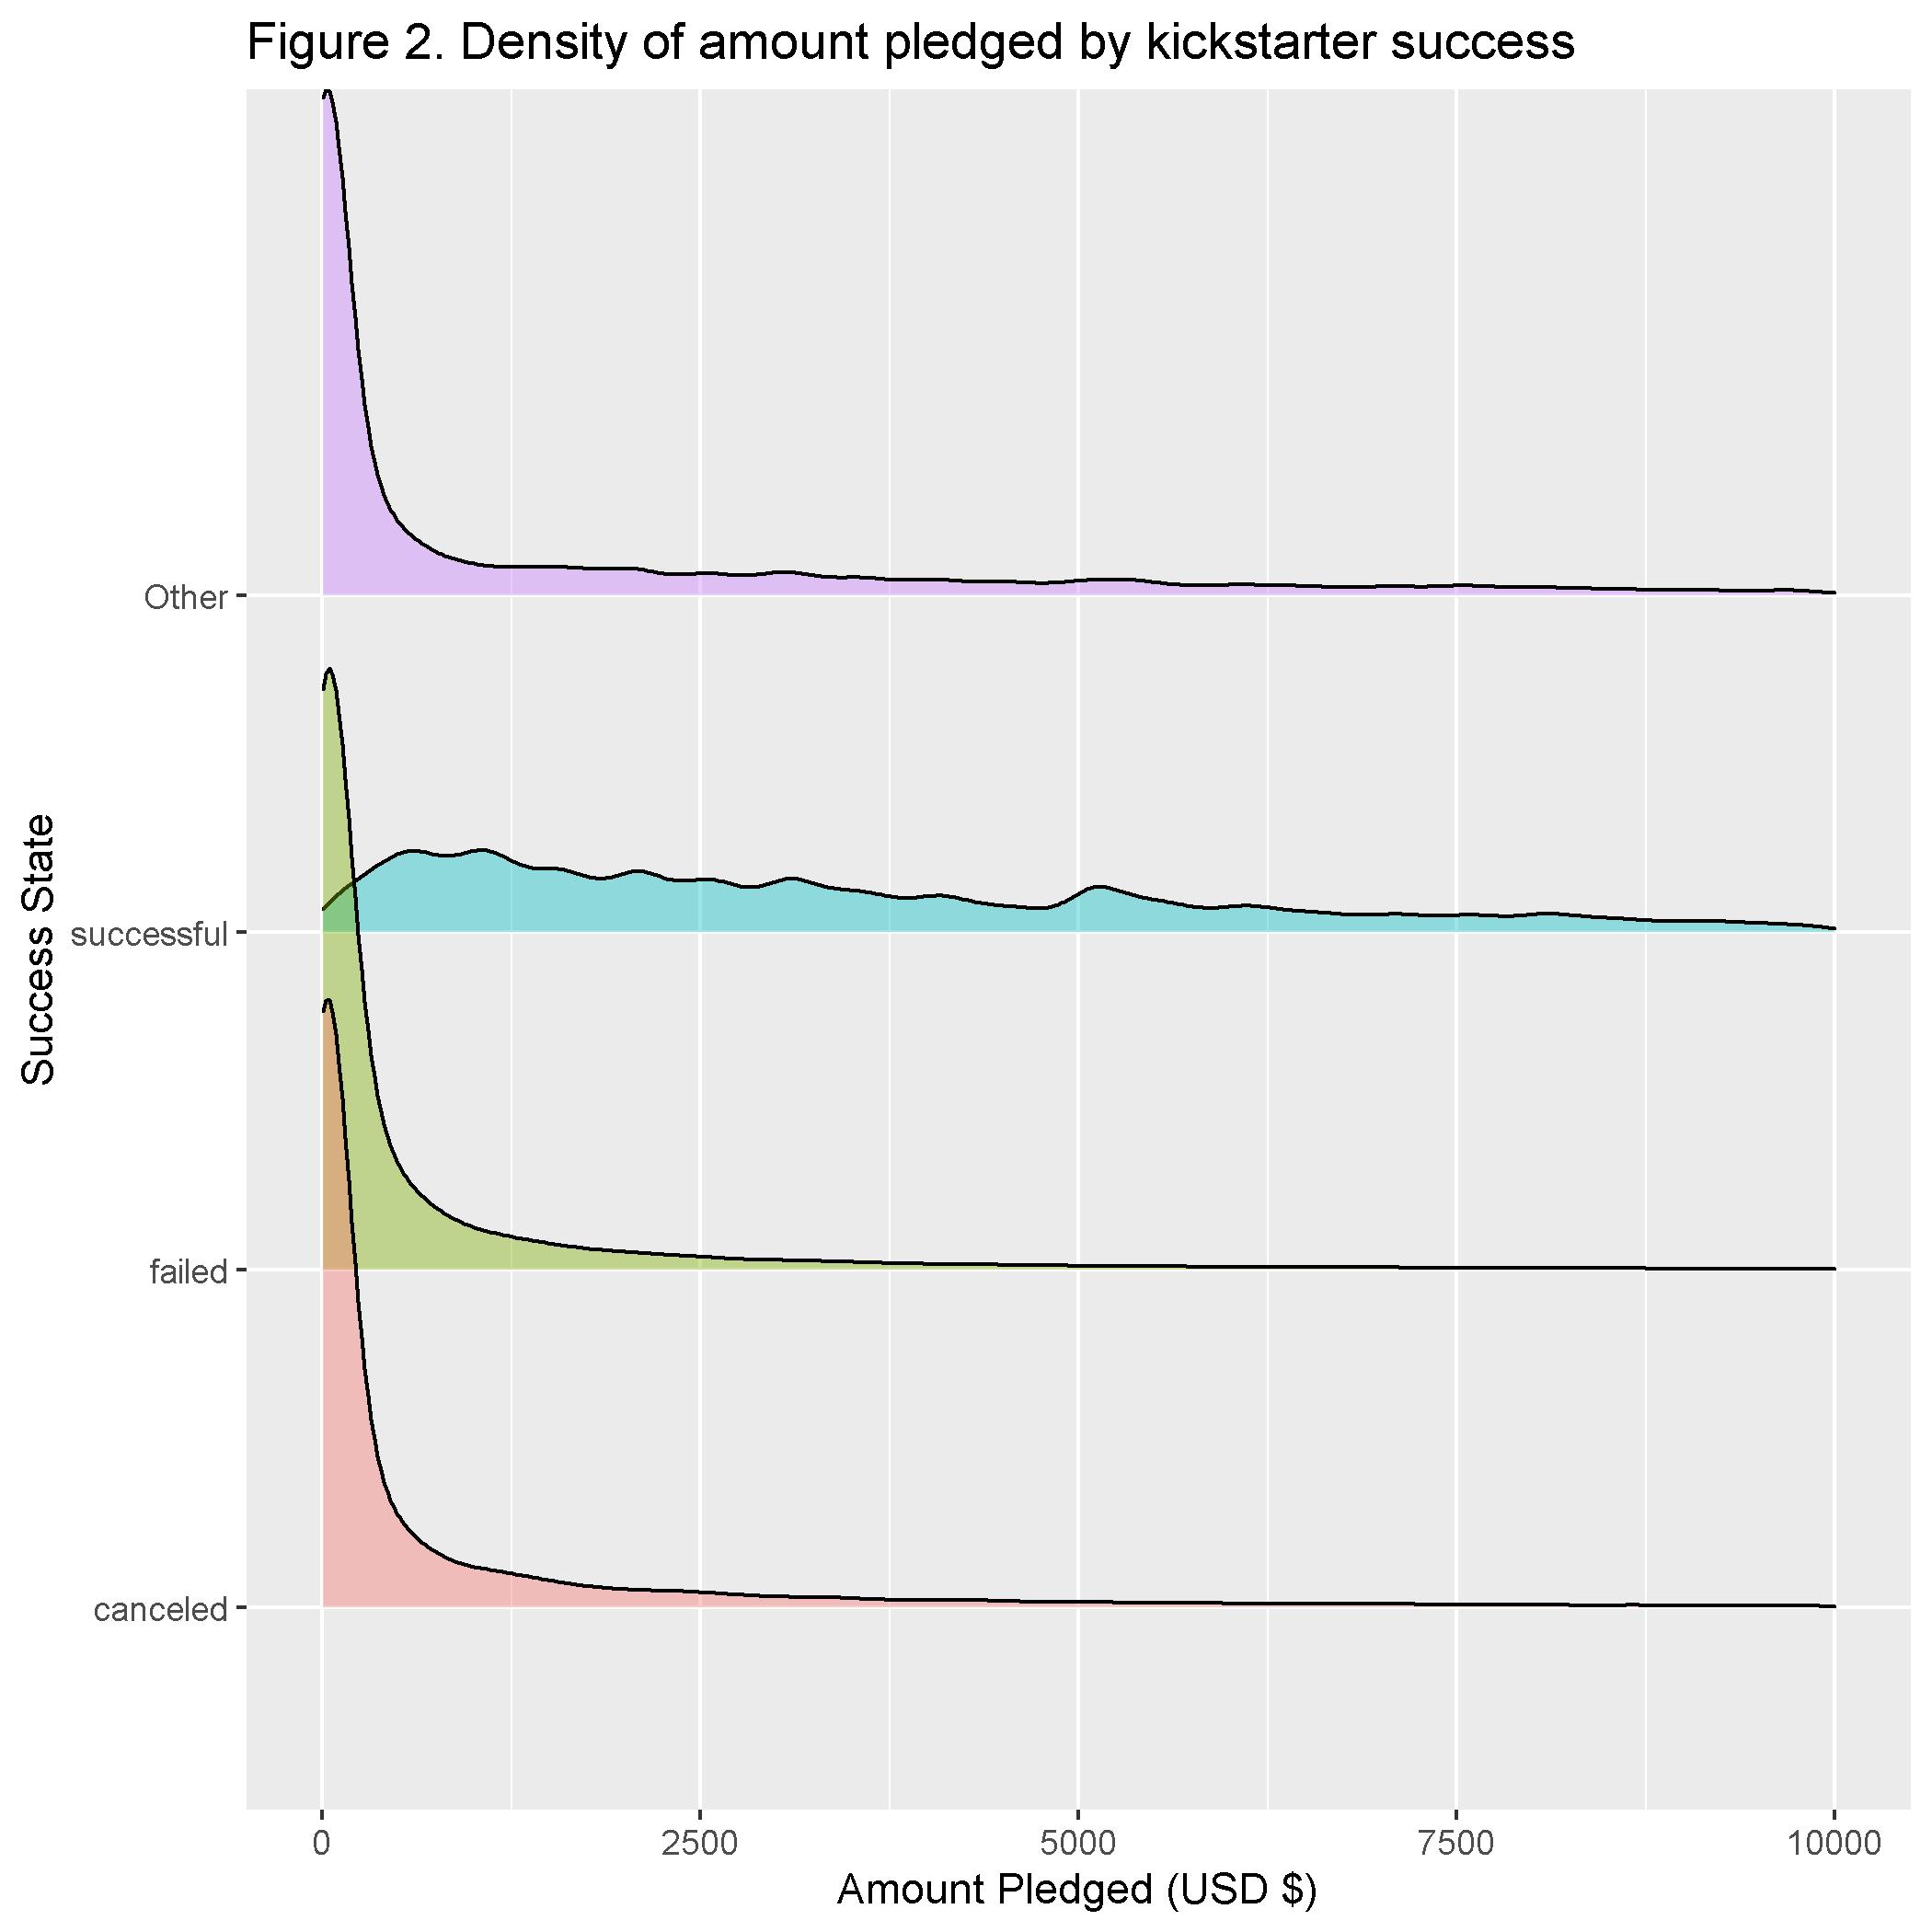 Figure 2. Density of amount pledged by kickstarter success
Success State
Other
successful
failed
canceled
0 2500 5000 7500 10000
Amount Pledged (USD $)